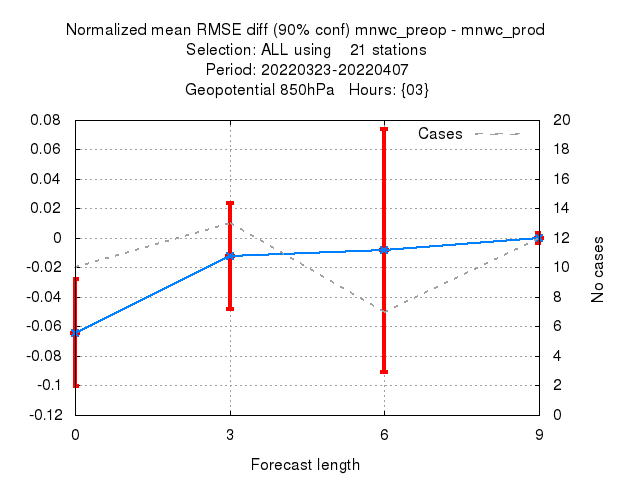 Normalized mean RMSE diff (90% conf) mnwc_preop - mnwc_prod
Selection: ALL using 21 stations
Period: 20220323-20220407
Geopotential 850hPa Hours: {03}
Cases
0.08
0.06
0.04
0.02
0
-0.02
-0.04
-0.06
-0.08
-0.1
-0.12
20
18
16
14
12
10
8
6
4
2
0
No cases
0 3 6 9
Forecast length